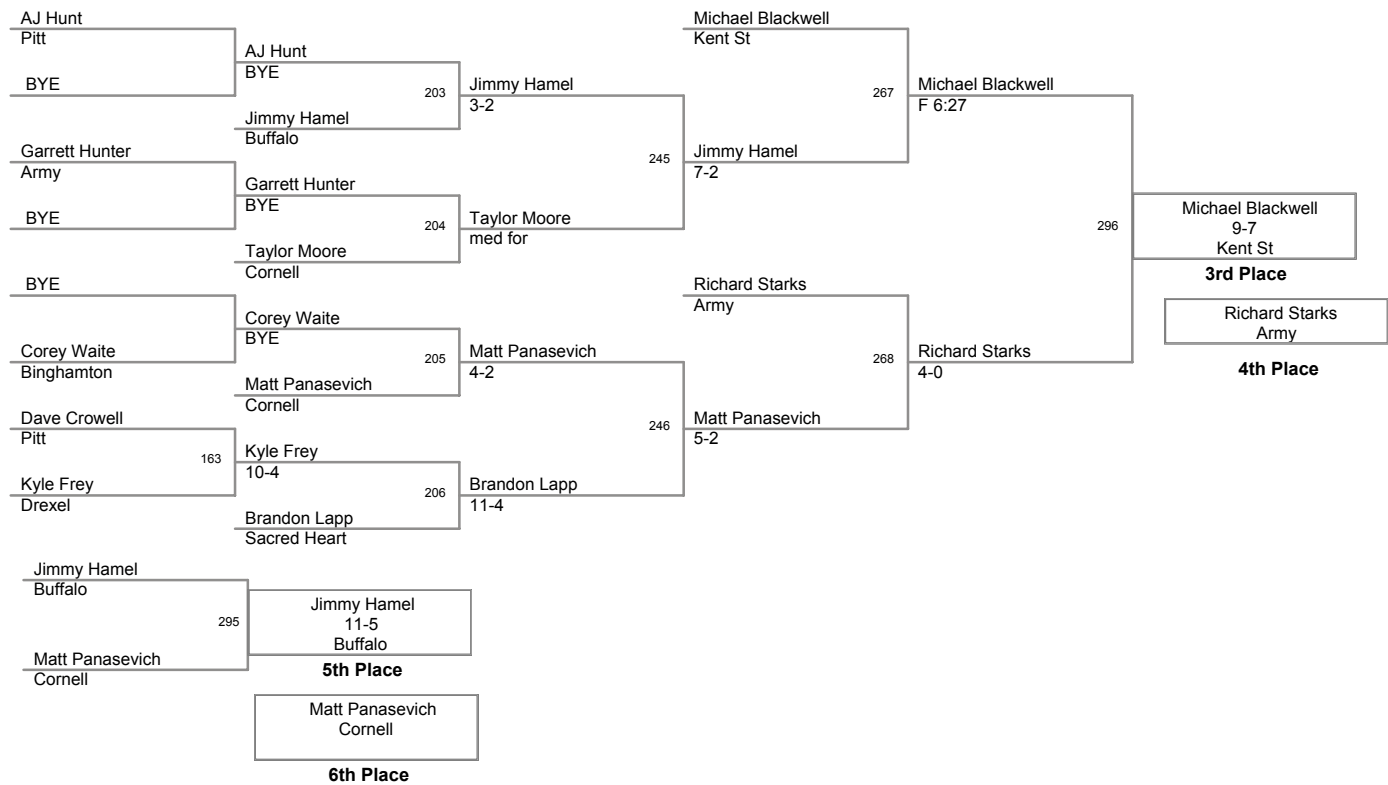 AJ Hunt
Pitt
BYE
AJ Hunt
BYE
203
Jimmy Hamel
Buffalo
Jimmy Hamel
3-2
Garrett Hunter
Army
BYE
Garrett Hunter
BYE
204
Taylor Moore
Cornell
Taylor Moore
med for
245
Jimmy Hamel
7-2
Michael Blackwell
Kent St
267
Michael Blackwell
F 6:27
BYE
Corey Waite
Binghamton
Corey Waite
BYE
205
Matt Panasevich
Cornell
Matt Panasevich
4-2
Dave Crowell
Pitt
163
Kyle Frey
Drexel
Kyle Frey
10-4
206
Brandon Lapp
Sacred Heart
Brandon Lapp
11-4
246
Matt Panasevich
5-2
Richard Starks
Army
268
Richard Starks
4-0
296
Michael Blackwell
9-7
Kent St
3rd Place
Richard Starks
Army
4th Place
Jimmy Hamel
Buffalo
295
Matt Panasevich
Cornell
Jimmy Hamel
11-5
Buffalo
5th Place
Matt Panasevich
Cornell
6th Place